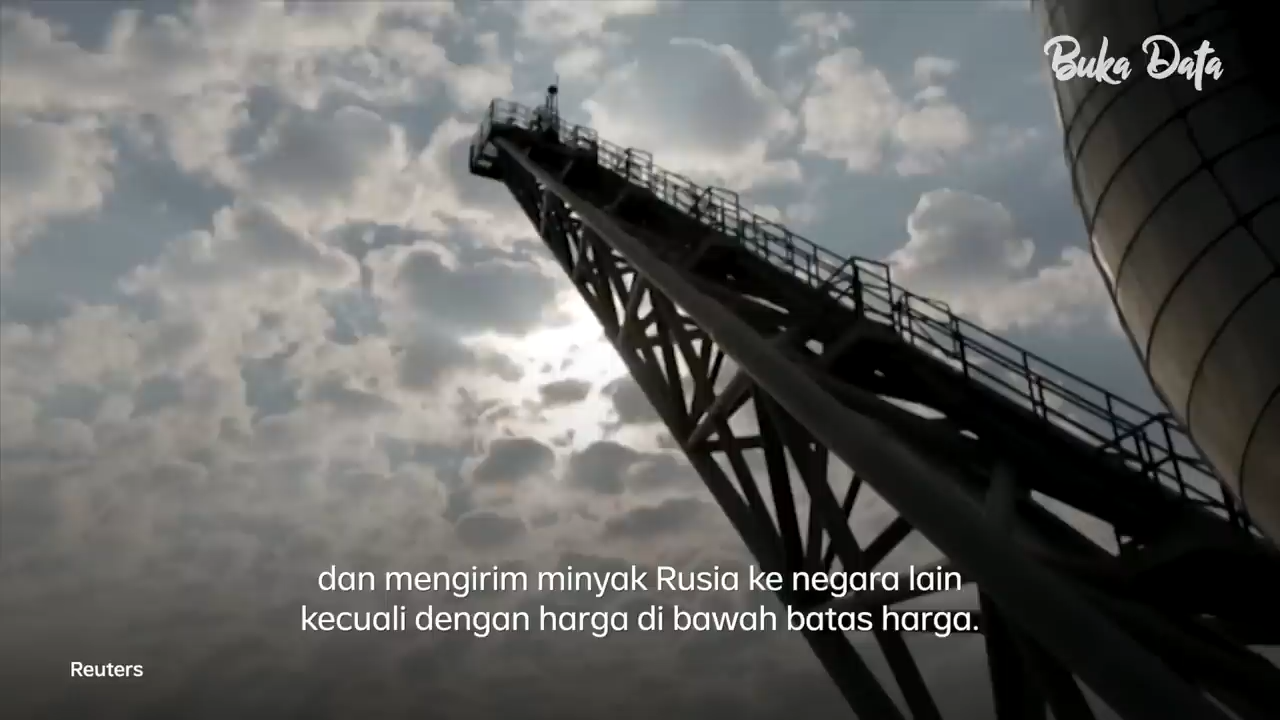 Buka Data
dan mengirim minyak Rusia ke negara lain
kecuali dengan harga di bawah batas harga.
Reuters